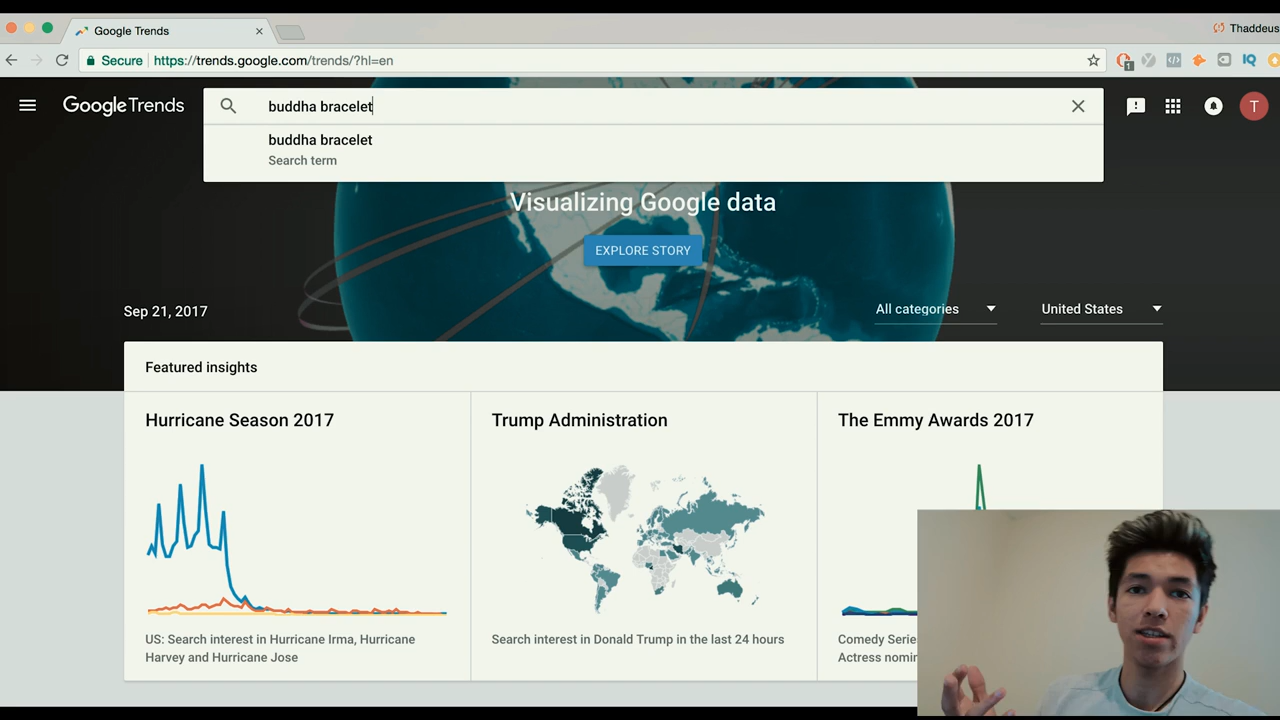 Google Trends
Thaddeus
Secure
https://trends.google.com/trends/?hl=en
1
IQ
Google Trends
buddha bracelet
T
buddha bracelet
Search term
Visualizing Google data
EXPLORE STORY
Sep 21, 2017
All categories
United States
Featured insights
Hurricane Season 2017
Trump Administration
The Emmy Awards 2017
US: Search interest in Hurricane Irma, Hurricane
Harvey and Hurricane Jose
Search interest in Donald Trump in the last 24 hours
Comedy Serie
Actress nomin